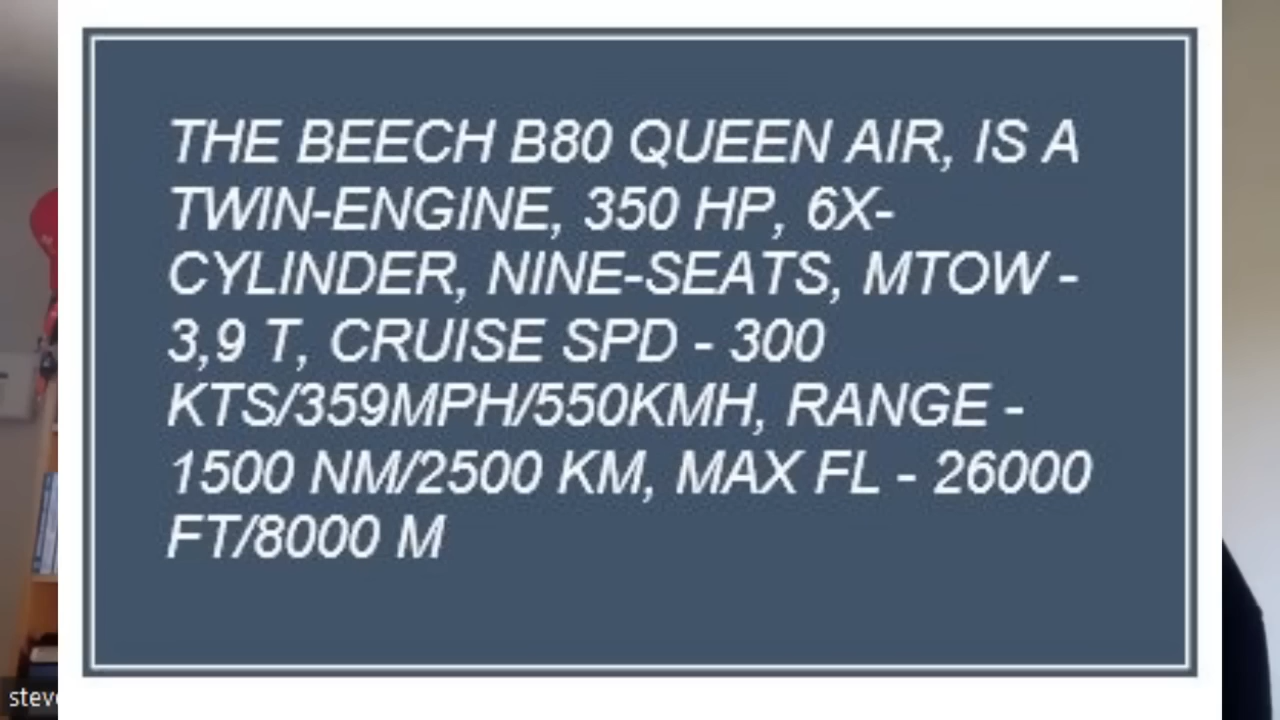 THE BEECH B80 QUEEN AIR, IS A
TWIN-ENGINE, 350 HP, 6X-
CYLINDER, NINE-SEATS, MTOW -
3,9 T, CRUISE SPD - 300
KTS/359MPH/550KMH, RANGE -
1500 NM/2500 KM, MAX FL - 26000
FT/8000 M
steve